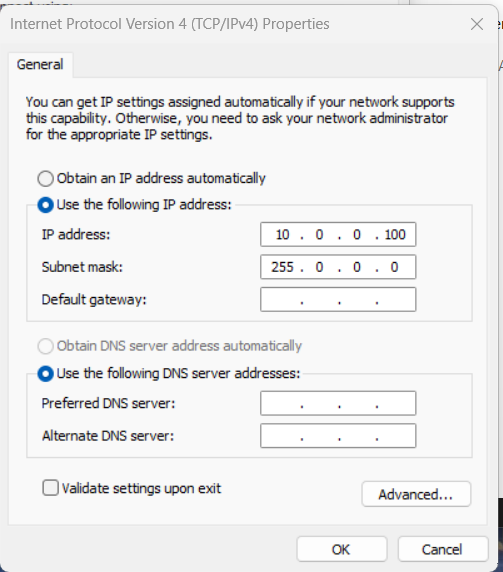 Internet Protocol Version 4 (TCP/IPv4) Properties
General
You can get IP settings assigned automatically if your network supports
this capability. Otherwise, you need to ask your network administrator
for the appropriate IP settings.
Obtain an IP address automatically
Use the following IP address:
IP address: 10 . 0 . 0 . 100
Subnet mask: 255 . 0 . 0 . 0
Default gateway: . . .
Obtain DNS server address automatically
Use the following DNS server addresses:
Preferred DNS server: . . .
Alternate DNS server: . . .
Validate settings upon exit
Advanced...
OK Cancel